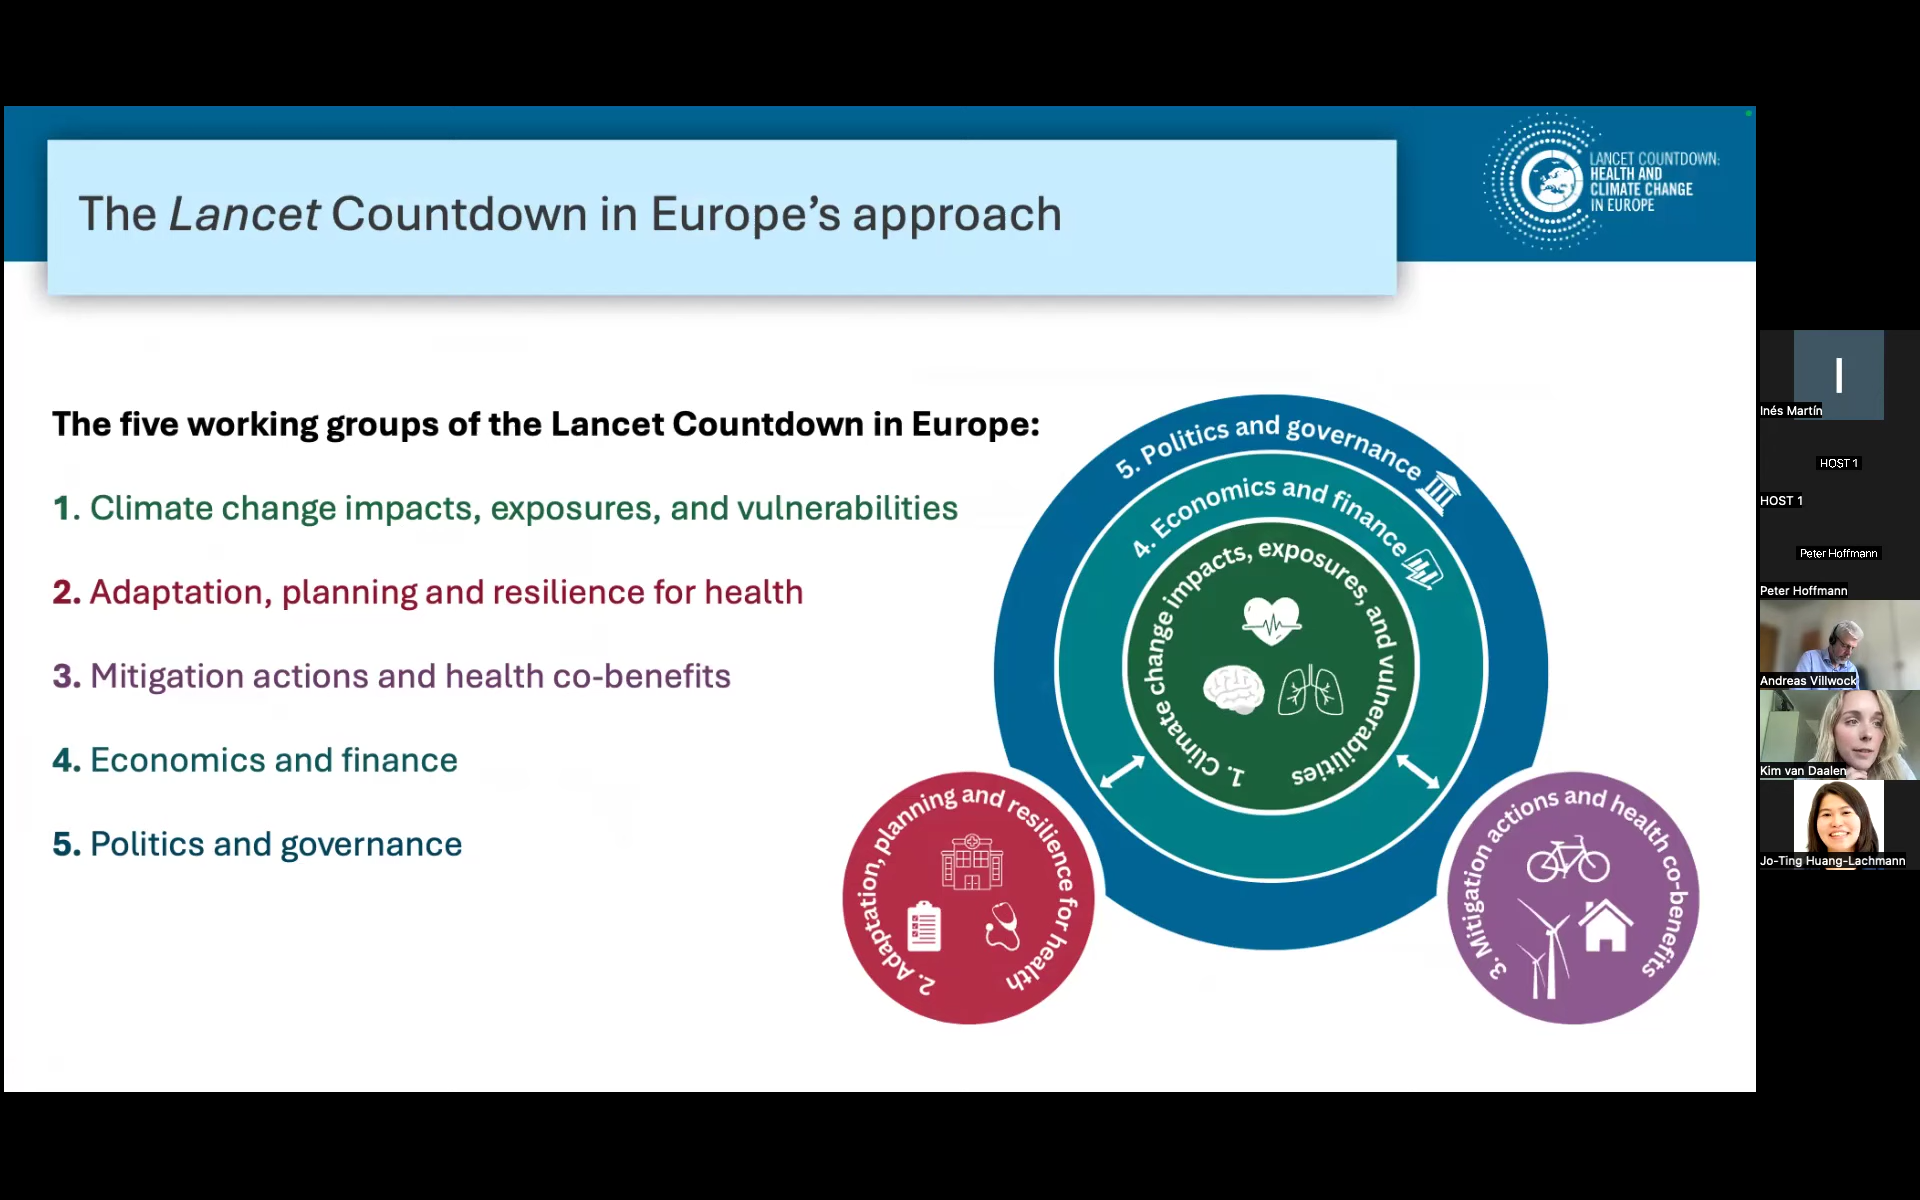 The Lancet Countdown in Europe’s approach
LANCET COUNTDOWN:
HEALTH AND
CLIMATE CHANGE
IN EUROPE
The five working groups of the Lancet Countdown in Europe:
1. Climate change impacts, exposures, and vulnerabilities
2. Adaptation, planning and resilience for health
3. Mitigation actions and health co-benefits
4. Economics and finance
5. Politics and governance
5. Politics and governance
4. Economics and finance
1. Climate change impacts, exposures, and vulnerabilities
2. Adaptation, planning and resilience for health
3. Mitigation actions and health co-benefits
I
Inés Martín
HOST 1
HOST 1
Peter Hoffmann
Peter Hoffmann
Andreas Villwock
Kim van Daalen
Jo-Ting Huang-Lachmann